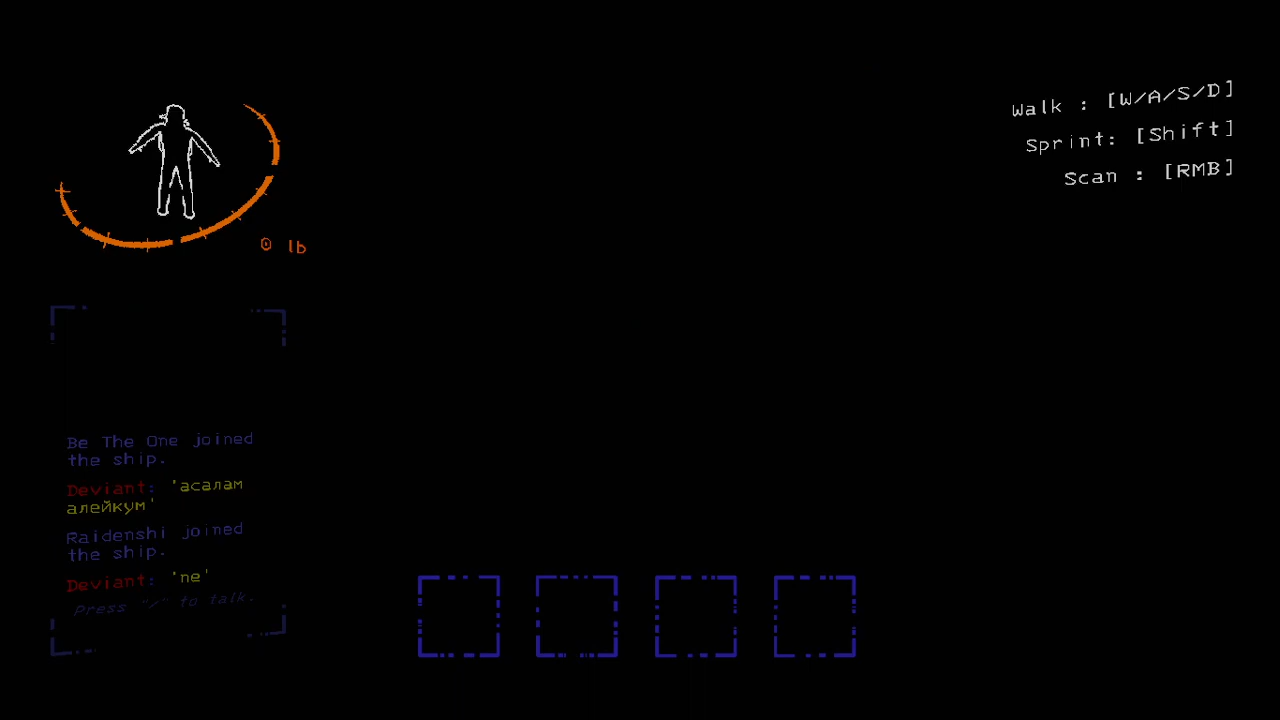 Walk : [W/A/S/D]
Sprint: [Shift]
Scan : [RMB]
0 lb
Be The One joined
the ship.
Deviant: 'асалам
алейкум'
Raidenshi joined
the ship.
Deviant: 'ne'
Press "/" to talk.